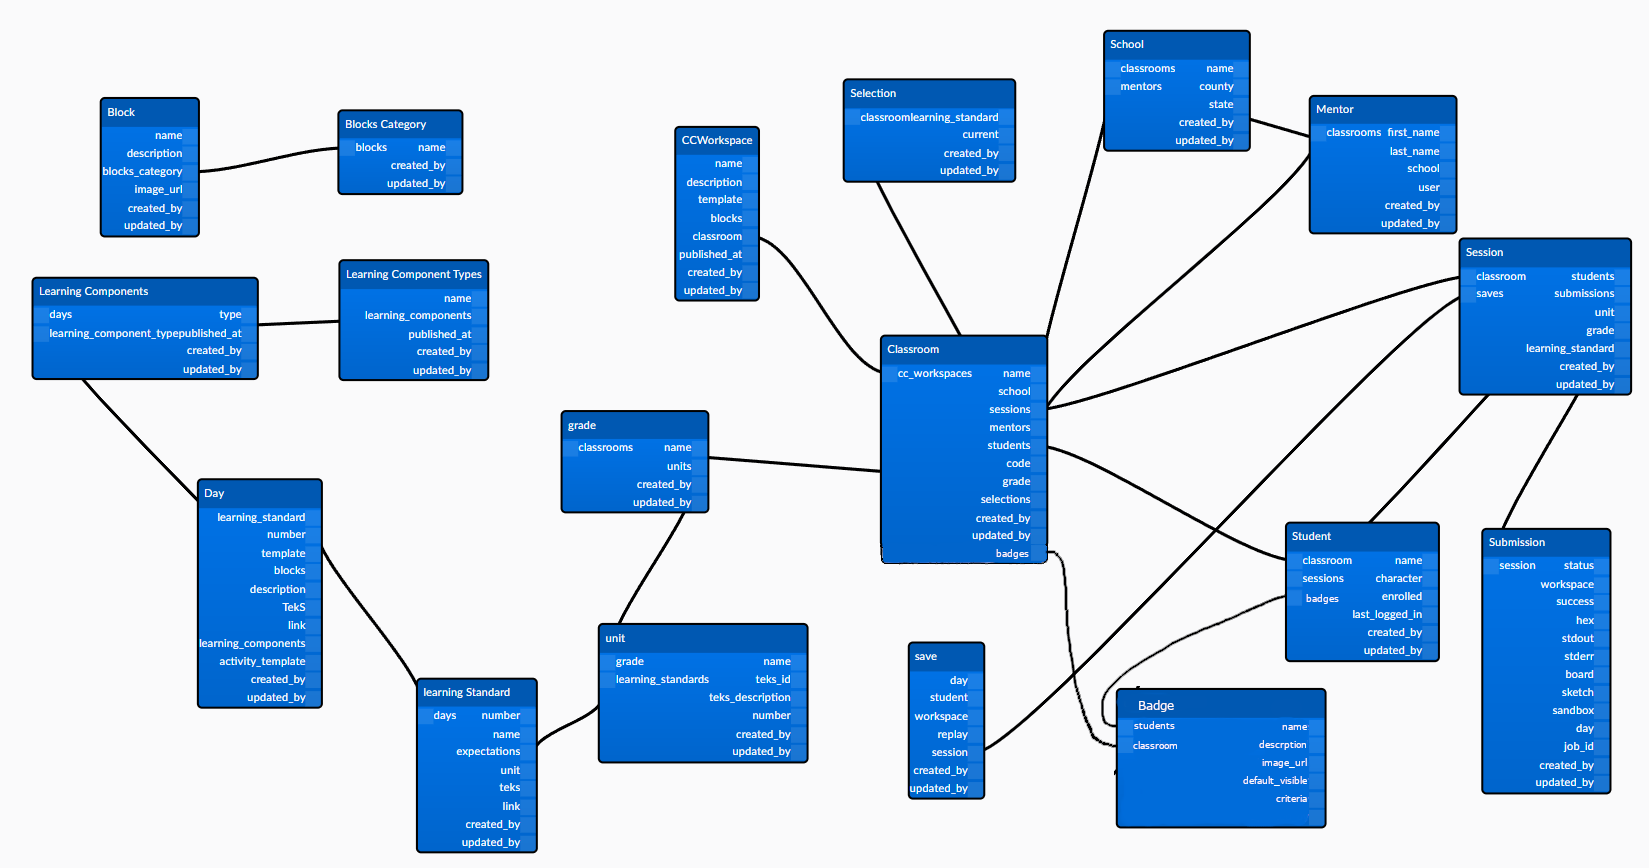 Block
name
description
blocks_category
image_url
created_by
updated_by
Blocks Category
blocks name
created_by
updated_by
Learning Components
days type
learning_component_typepublished_at
created_by
updated_by
Learning Component Types
name
learning_components
published_at
created_by
updated_by
CCWorkspace
name
description
template
blocks
classroom
published_at
created_by
updated_by
Selection
classroomlearning_standard
current
created_by
updated_by
School
classrooms name
mentors county
state
created_by
updated_by
Mentor
classrooms first_name
last_name
school
user
created_by
updated_by
Session
classroom students
saves submissions
unit
grade
learning_standard
created_by
updated_by
Classroom
cc_workspaces name
school
sessions
mentors
students
code
grade
selections
created_by
updated_by
badges
grade
classrooms name
units
created_by
updated_by
Day
learning_standard
number
template
blocks
description
TekS
link
learning_components
activity_template
created_by
updated_by
learning Standard
days number
name
expectations
unit
teks
link
created_by
updated_by
unit
grade name
learning_standards teks_id
teks_description
number
created_by
updated_by
save
day
student
workspace
replay
session
created_by
updated_by
Student
classroom name
sessions character
badges enrolled
last_logged_in
created_by
updated_by
Submission
session status
workspace
success
hex
stdout
stderr
board
sketch
sandbox
day
job_id
created_by
updated_by
Badge
students name
classroom descrption
image_url
default_visible
criteria